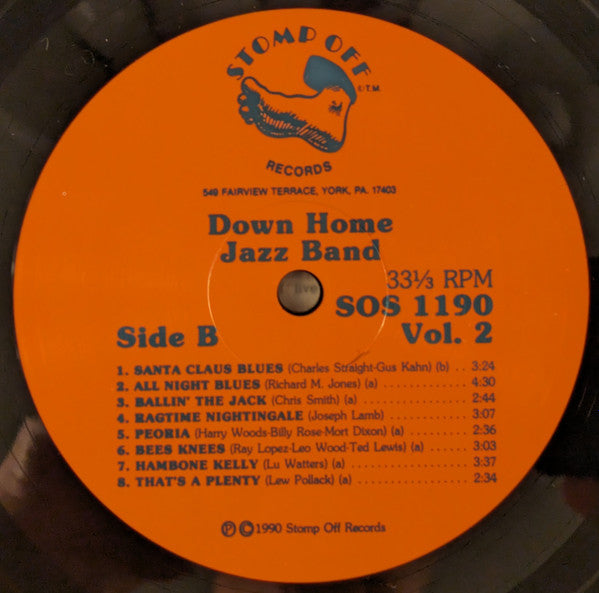 STOMP OFF
©T.M.
RECORDS
549 FAIRVIEW TERRACE, YORK, PA. 17403
Down Home
Jazz Band
33⅓ RPM
SOS 1190
Side B Vol. 2
1. SANTA CLAUS BLUES (Charles Straight-Gus Kahn) (b) .. 3:24
2. ALL NIGHT BLUES (Richard M. Jones) (a) ............ 4:30
3. BALLIN' THE JACK (Chris Smith) (a) ................ 2:44
4. RAGTIME NIGHTINGALE (Joseph Lamb) ............ 3:07
5. PEORIA (Harry Woods-Billy Rose-Mort Dixon) (a) ...... 2:36
6. BEES KNEES (Ray Lopez-Leo Wood-Ted Lewis) (a) ..... 3:03
7. HAMBONE KELLY (Lu Watters) (a) .................. 3:37
8. THAT'S A PLENTY (Lew Pollack) (a) ................. 2:34
℗ ©1990 Stomp Off Records